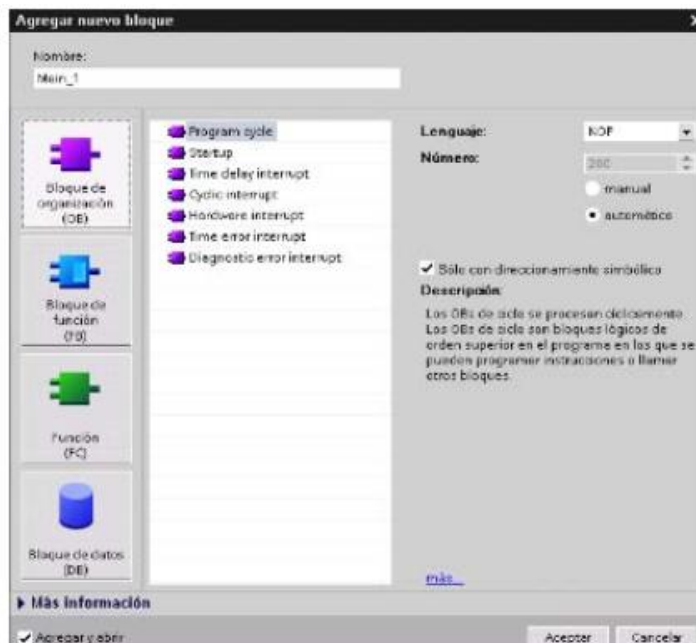 Agregar nuevo bloque
Nombre:
Main_1
Bloque de
organización
(OB)
Bloque de
función
(FB)
Función
(FC)
Bloque de datos
(DB)
Program cycle
Startup
Time delay interrupt
Cyclic interrupt
Hardware interrupt
Time error interrupt
Diagnostic error interrupt
Lenguaje: KOP
Número: 200
manual
automático
Sólo con direccionamiento simbólico
Descripción:
Los OBs de ciclo se procesan cíclicamente.
Los OBs de ciclo son bloques lógicos de
orden superior en el programa en los que se
pueden programar instrucciones o llamar
otros bloques.
más...
Más información
Agregar y abrir
Aceptar
Cancelar